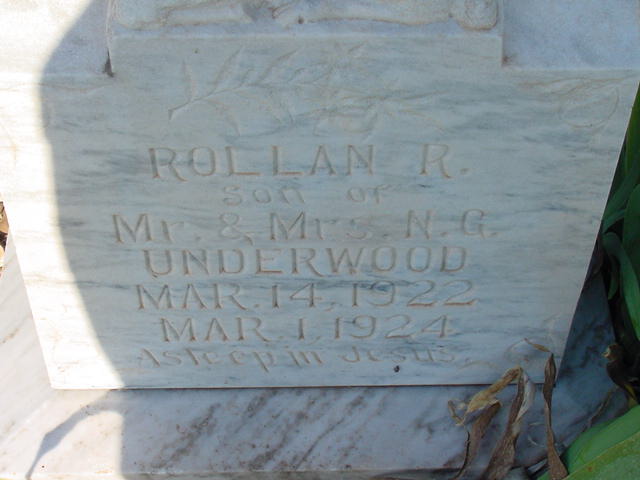 ROLLAN R.
Son of
Mr. & Mrs. N. G.
UNDERWOOD
MAR. 14, 1922
MAR. 1, 1924
Asleep in Jesus.